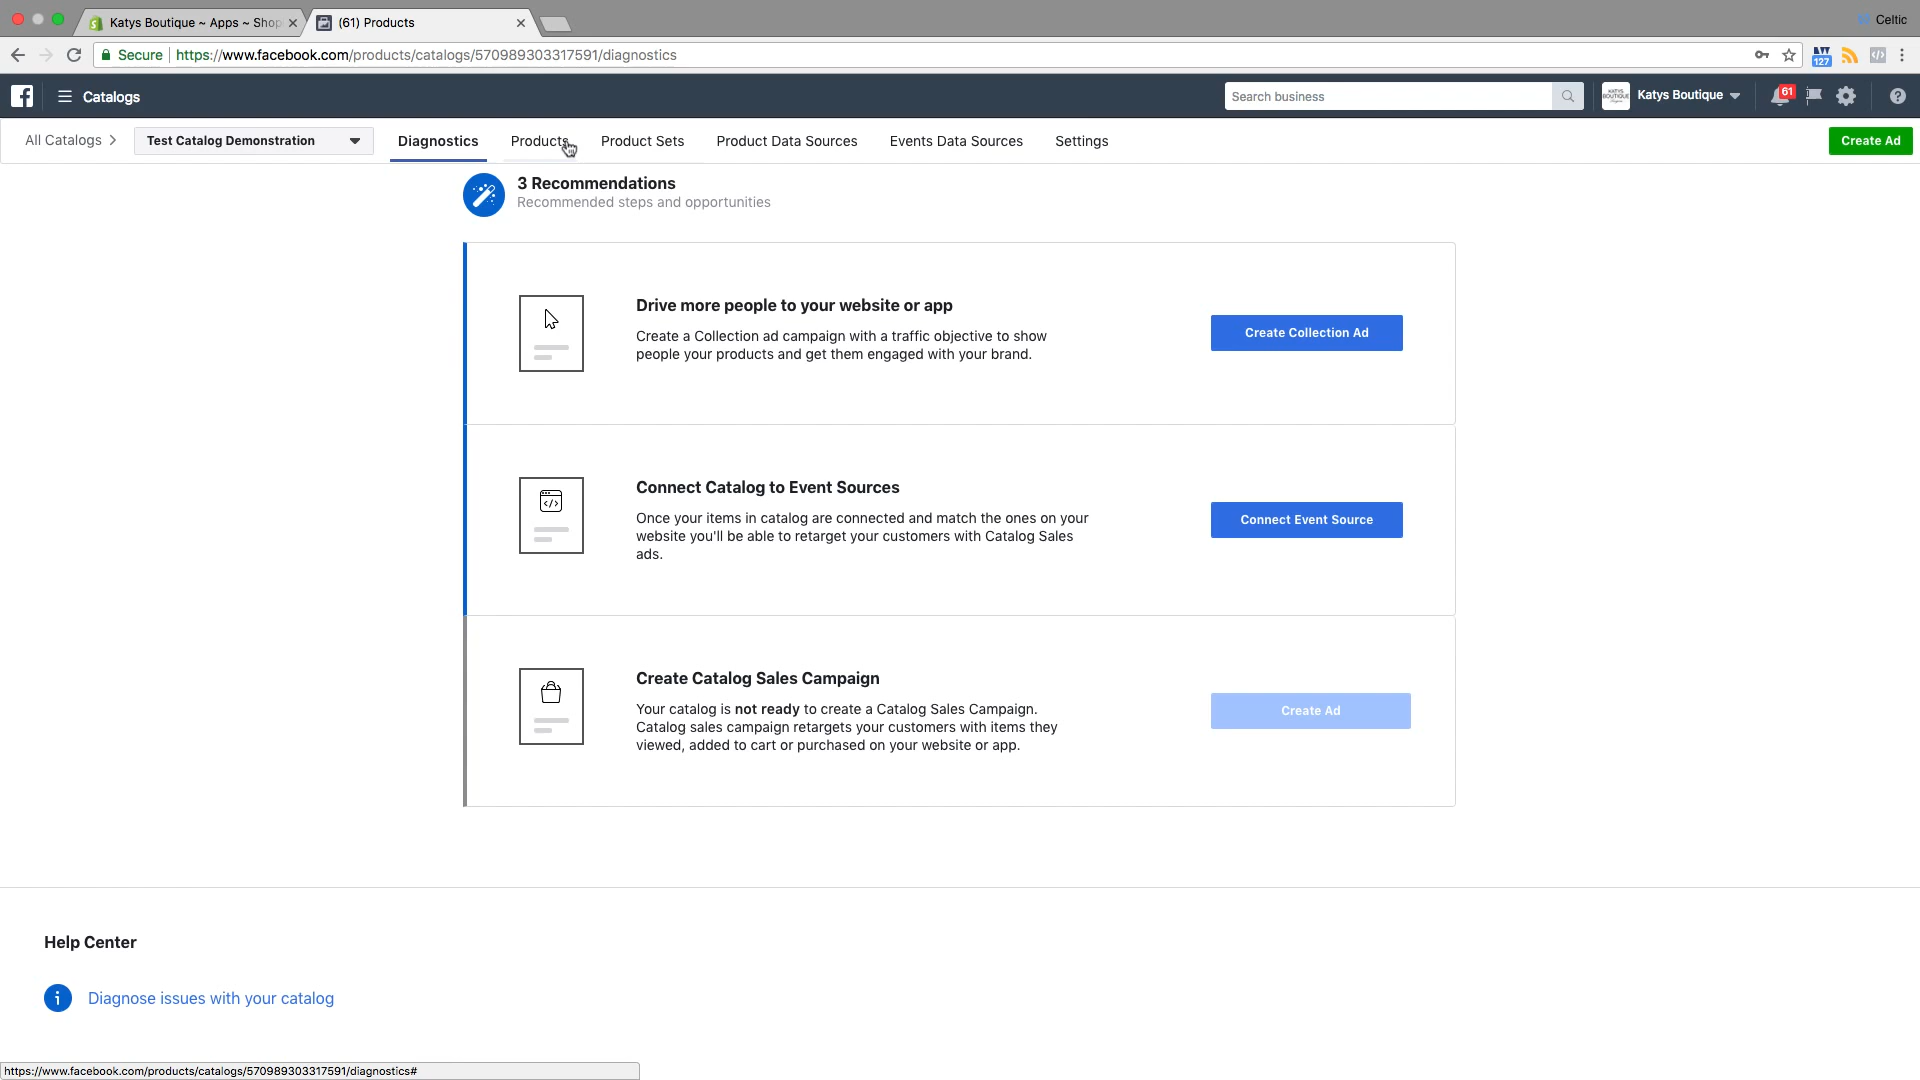 Katys Boutique ~ Apps ~ Shop
(61) Products
Celtic
Secure
https://www.facebook.com/products/catalogs/570989303317591/diagnostics
127
Catalogs
Search business
Katys Boutique
61
All Catalogs
Test Catalog Demonstration
Diagnostics
Products
Product Sets
Product Data Sources
Events Data Sources
Settings
Create Ad
3 Recommendations
Recommended steps and opportunities
Drive more people to your website or app
Create a Collection ad campaign with a traffic objective to show
people your products and get them engaged with your brand.
Create Collection Ad
Connect Catalog to Event Sources
Once your items in catalog are connected and match the ones on your
website you'll be able to retarget your customers with Catalog Sales
ads.
Connect Event Source
Create Catalog Sales Campaign
Your catalog is not ready to create a Catalog Sales Campaign.
Catalog sales campaign retargets your customers with items they
viewed, added to cart or purchased on your website or app.
Create Ad
Help Center
Diagnose issues with your catalog
https://www.facebook.com/products/catalogs/570989303317591/diagnostics#